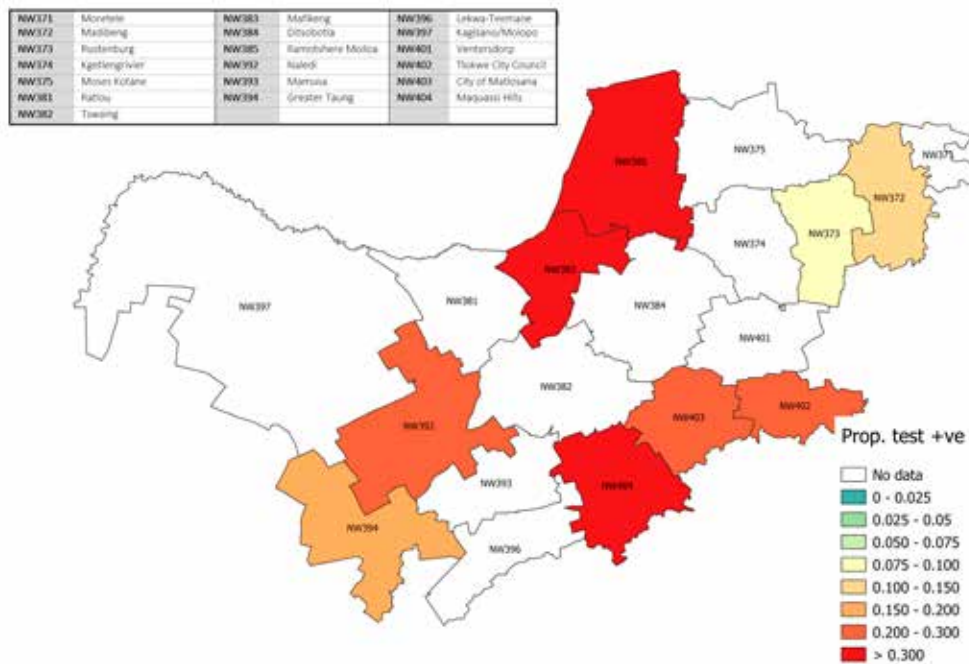 NW371 Moretele NW383 Mafikeng NW396 Lekwa-Teemane
NW372 Madibeng NW384 Ditsobotla NW397 Kagisano/Molopo
NW373 Rustenburg NW385 Ramotshere Moiloa NW401 Ventersdorp
NW374 Kgetlengrivier NW392 Naledi NW402 Tlokwe City Council
NW375 Moses Kotane NW393 Mamusa NW403 City of Matlosana
NW381 Ratlou NW394 Greater Taung NW404 Maquassi Hills
NW382 Tswaing
NW375
NW371
NW385
NW372
NW373
NW374
NW383
NW381
NW384
NW397
NW401
NW382
NW402
NW403
NW392
Prop. test +ve
NW393
NW404
No data
0 - 0.025
NW394
0.025 - 0.05
NW396
0.050 - 0.075
0.075 - 0.100
0.100 - 0.150
0.150 - 0.200
0.200 - 0.300
> 0.300